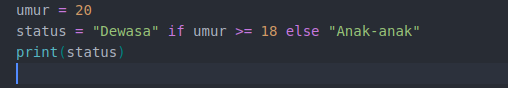 umur = 20
status = "Dewasa" if umur >= 18 else "Anak-anak"
print(status)